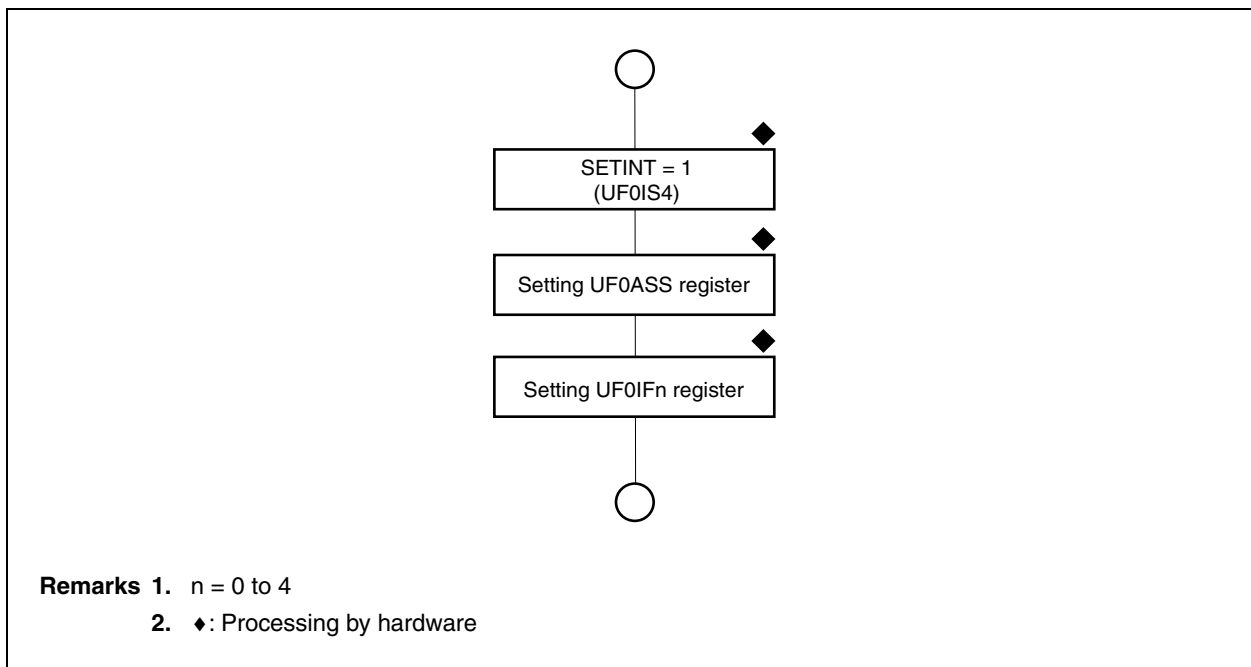 SETINT = 1
(UF0IS4)
Setting UF0ASS register
Setting UF0IFn register
Remarks 1. n = 0 to 4
2. ♦: Processing by hardware